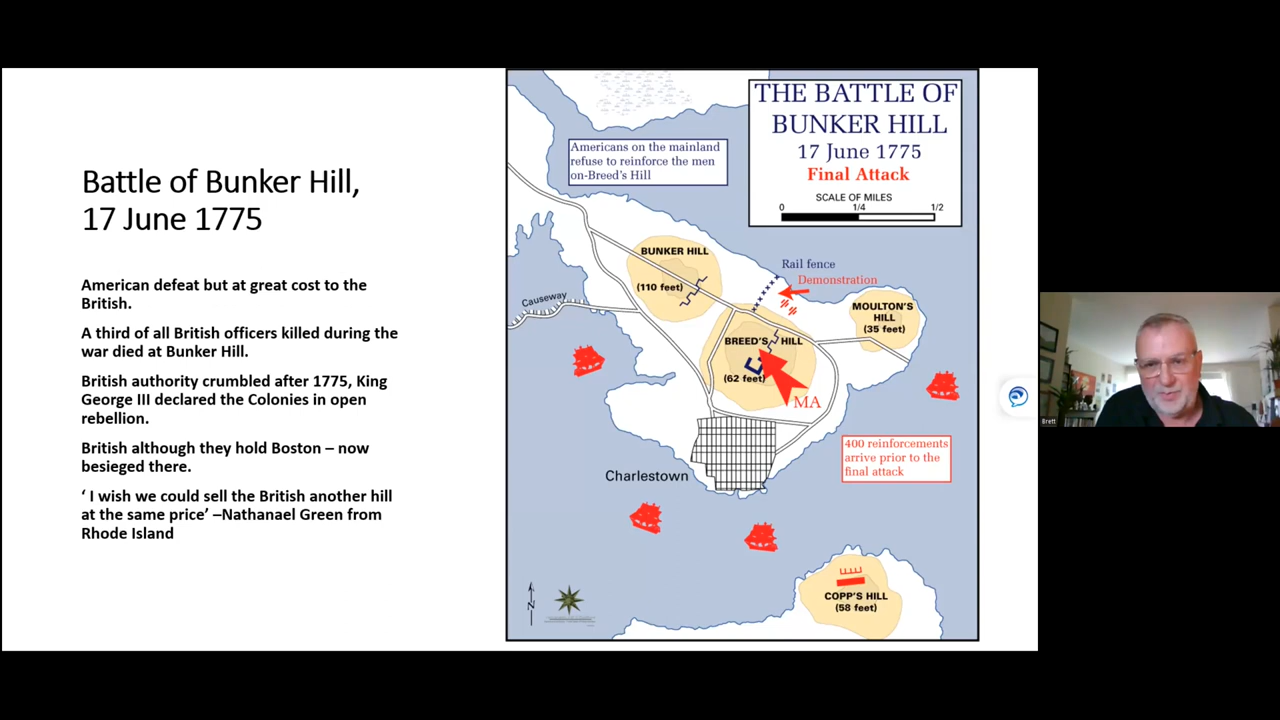 Battle of Bunker Hill,
17 June 1775
American defeat but at great cost to the
British.
A third of all British officers killed during the
war died at Bunker Hill.
British authority crumbled after 1775, King
George III declared the Colonies in open
rebellion.
British although they hold Boston – now
besieged there.
‘ I wish we could sell the British another hill
at the same price’ –Nathanael Green from
Rhode Island
THE BATTLE OF
BUNKER HILL
17 June 1775
Final Attack
SCALE OF MILES
0 1/4 1/2
Americans on the mainland
refuse to reinforce the men
on-Breed's Hill
BUNKER HILL
(110 feet)
Rail fence
Demonstration
Causeway
MOULTON'S
HILL
(35 feet)
BREED'S HILL
(62 feet)
MA
400 reinforcements
arrive prior to the
final attack
Charlestown
COPP'S HILL
(58 feet)
N
Brett